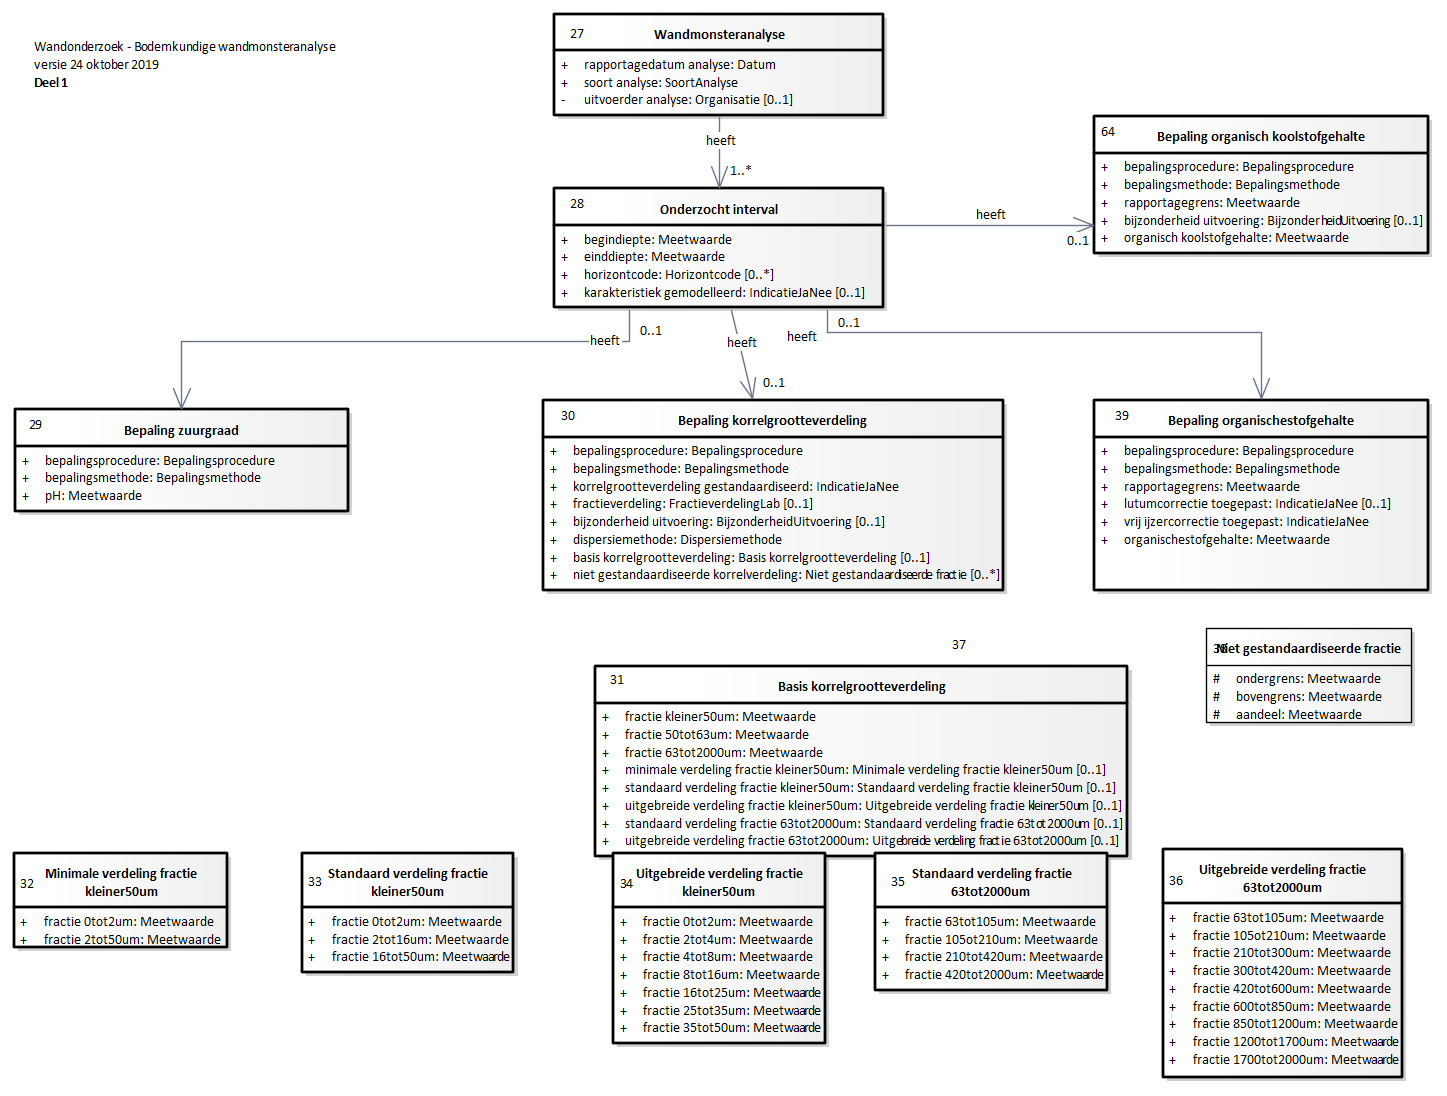 Wandonderzoek - Bodemkundige wandmonsteranalyse
versie 24 oktober 2019
Deel 1
27
Wandmonsteranalyse
+ rapportagedatum analyse: Datum
+ soort analyse: SoortAnalyse
- uitvoerder analyse: Organisatie [0..1]
heeft
1..*
64
Bepaling organisch koolstofgehalte
+ bepalingsprocedure: Bepalingsprocedure
+ bepalingsmethode: Bepalingsmethode
+ rapportagegrens: Meetwaarde
+ bijzonderheid uitvoering: BijzonderheidUitvoering [0..1]
+ organisch koolstofgehalte: Meetwaarde
28
Onderzocht interval
+ begindiepte: Meetwaarde
+ einddiepte: Meetwaarde
+ horizontcode: Horizontcode [0..*]
+ karakteristiek gemodelleerd: IndicatieJaNee [0..1]
heeft
0..1
0..1
heeft
heeft
0..1
heeft
0..1
29
Bepaling zuurgraad
+ bepalingsprocedure: Bepalingsprocedure
+ bepalingsmethode: Bepalingsmethode
+ pH: Meetwaarde
30
Bepaling korrelgrootteverdeling
+ bepalingsprocedure: Bepalingsprocedure
+ bepalingsmethode: Bepalingsmethode
+ korrelgrootteverdeling gestandaardiseerd: IndicatieJaNee
+ fractieverdeling: FractieverdelingLab [0..1]
+ bijzonderheid uitvoering: BijzonderheidUitvoering [0..1]
+ dispersiemethode: Dispersiemethode
+ basis korrelgrootteverdeling: Basis korrelgrootteverdeling [0..1]
+ niet gestandaardiseerde korrelverdeling: Niet gestandaardiseerde fractie [0..*]
39
Bepaling organischestofgehalte
+ bepalingsprocedure: Bepalingsprocedure
+ bepalingsmethode: Bepalingsmethode
+ rapportagegrens: Meetwaarde
+ lutumcorrectie toegepast: IndicatieJaNee [0..1]
+ vrij ijzercorrectie toegepast: IndicatieJaNee
+ organischestofgehalte: Meetwaarde
37
Niet gestandaardiseerde fractie
# ondergrens: Meetwaarde
# bovengrens: Meetwaarde
# aandeel: Meetwaarde
31
Basis korrelgrootteverdeling
+ fractie kleiner50um: Meetwaarde
+ fractie 50tot63um: Meetwaarde
+ fractie 63tot2000um: Meetwaarde
+ minimale verdeling fractie kleiner50um: Minimale verdeling fractie kleiner50um [0..1]
+ standaard verdeling fractie kleiner50um: Standaard verdeling fractie kleiner50um [0..1]
+ uitgebreide verdeling fractie kleiner50um: Uitgebreide verdeling fractie kleiner50um [0..1]
+ standaard verdeling fractie 63tot2000um: Standaard verdeling fractie 63tot2000um [0..1]
+ uitgebreide verdeling fractie 63tot2000um: Uitgebreide verdeling fractie 63tot2000um [0..1]
32
Minimale verdeling fractie
kleiner50um
+ fractie 0tot2um: Meetwaarde
+ fractie 2tot50um: Meetwaarde
33
Standaard verdeling fractie
kleiner50um
+ fractie 0tot2um: Meetwaarde
+ fractie 2tot16um: Meetwaarde
+ fractie 16tot50um: Meetwaarde
34
Uitgebreide verdeling fractie
kleiner50um
+ fractie 0tot2um: Meetwaarde
+ fractie 2tot4um: Meetwaarde
+ fractie 4tot8um: Meetwaarde
+ fractie 8tot16um: Meetwaarde
+ fractie 16tot25um: Meetwaarde
+ fractie 25tot35um: Meetwaarde
+ fractie 35tot50um: Meetwaarde
35
Standaard verdeling fractie
63tot2000um
+ fractie 63tot105um: Meetwaarde
+ fractie 105ot210um: Meetwaarde
+ fractie 210tot420um: Meetwaarde
+ fractie 420tot2000um: Meetwaarde
36
Uitgebreide verdeling fractie
63tot2000um
+ fractie 63tot105um: Meetwaarde
+ fractie 105ot210um: Meetwaarde
+ fractie 210tot300um: Meetwaarde
+ fractie 300tot420um: Meetwaarde
+ fractie 420tot600um: Meetwaarde
+ fractie 600tot850um: Meetwaarde
+ fractie 850tot1200um: Meetwaarde
+ fractie 1200tot1700um: Meetwaarde
+ fractie 1700tot2000um: Meetwaarde